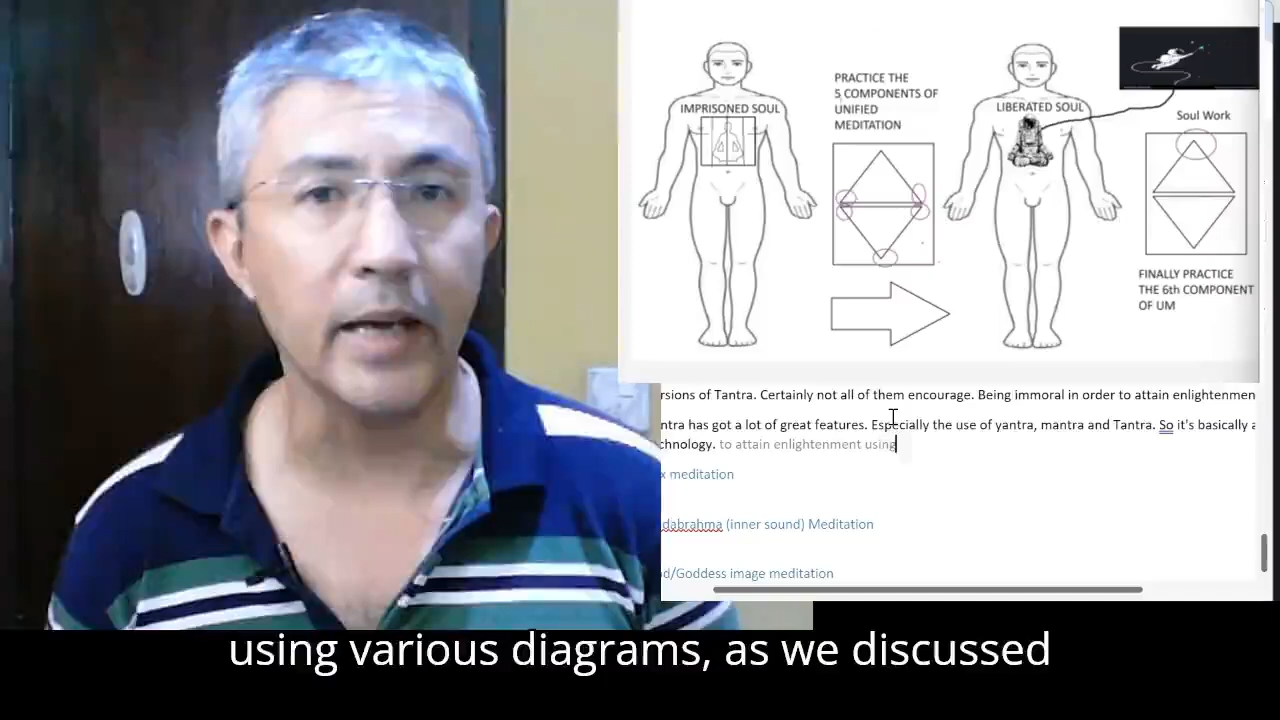 IMPRISONED SOUL
PRACTICE THE
5 COMPONENTS OF
UNIFIED
MEDITATION
LIBERATED SOUL
Soul Work
FINALLY PRACTICE
THE 6th COMPONENT
OF UM
rsions of Tantra. Certainly not all of them encourage. Being immoral in order to attain enlightenmen
ntra has got a lot of great features. Especially the use of yantra, mantra and Tantra. So it's basically a
chnology. to attain enlightenment using
x meditation
dabrahma (inner sound) Meditation
d/Goddess image meditation
using various diagrams, as we discussed